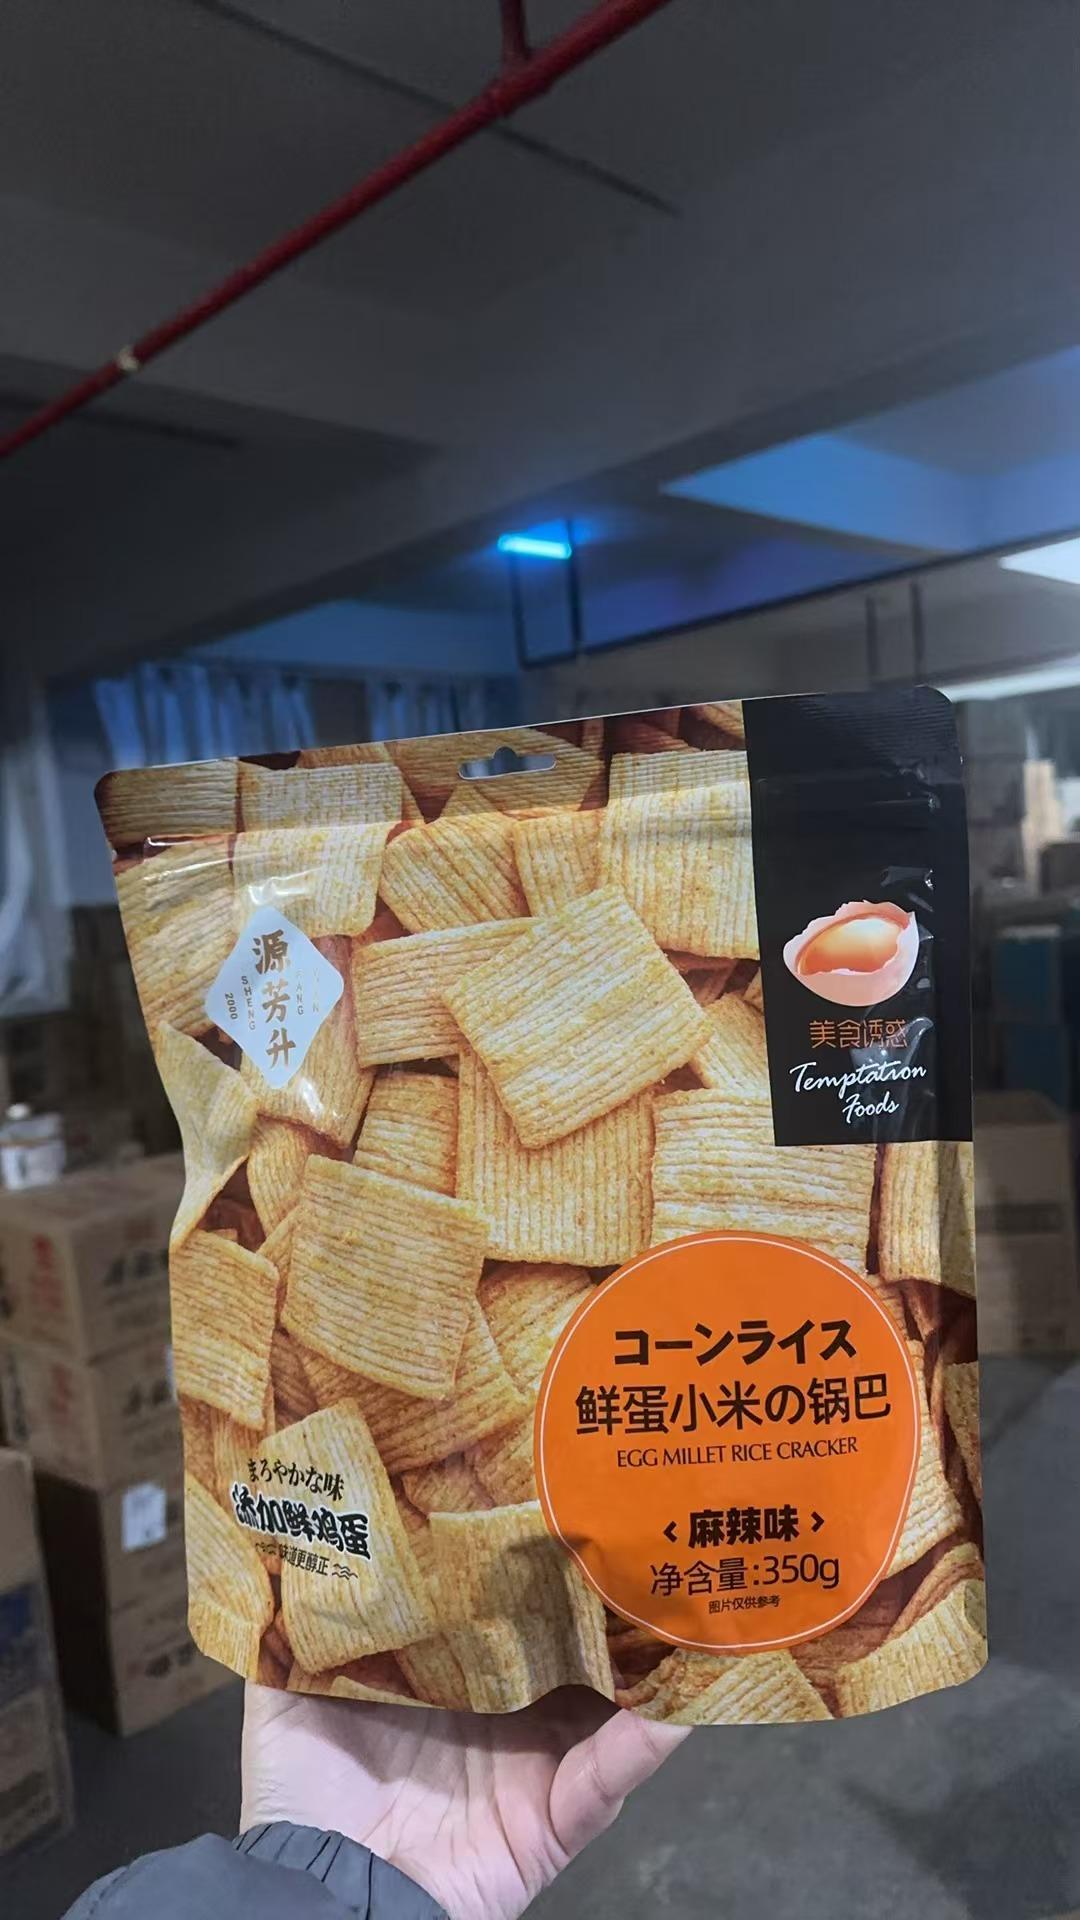 源芳升
YUAN
FANG
SHENG
2000
美食诱惑
Temptation
Foods
コーンライス
鲜蛋小米の锅巴
EGG MILLET RICE CRACKER
‹ 麻辣味 ›
净含量:350g
图片仅供参考
まろやかな味
添加鲜鸡蛋
味道更醇正